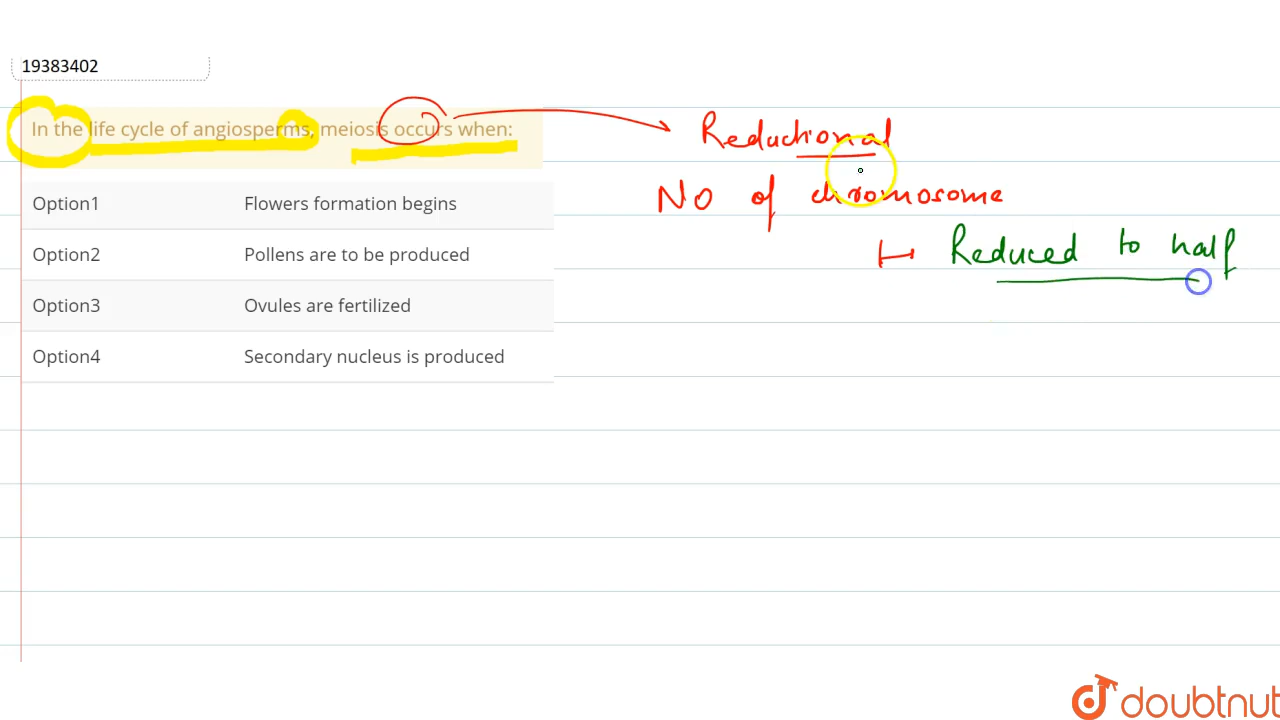 19383402
In the life cycle of angiosperms, meiosis occurs when:
Option1 Flowers formation begins
Option2 Pollens are to be produced
Option3 Ovules are fertilized
Option4 Secondary nucleus is produced
Reductional
No of chromosome
Reduced to half
doubtnut